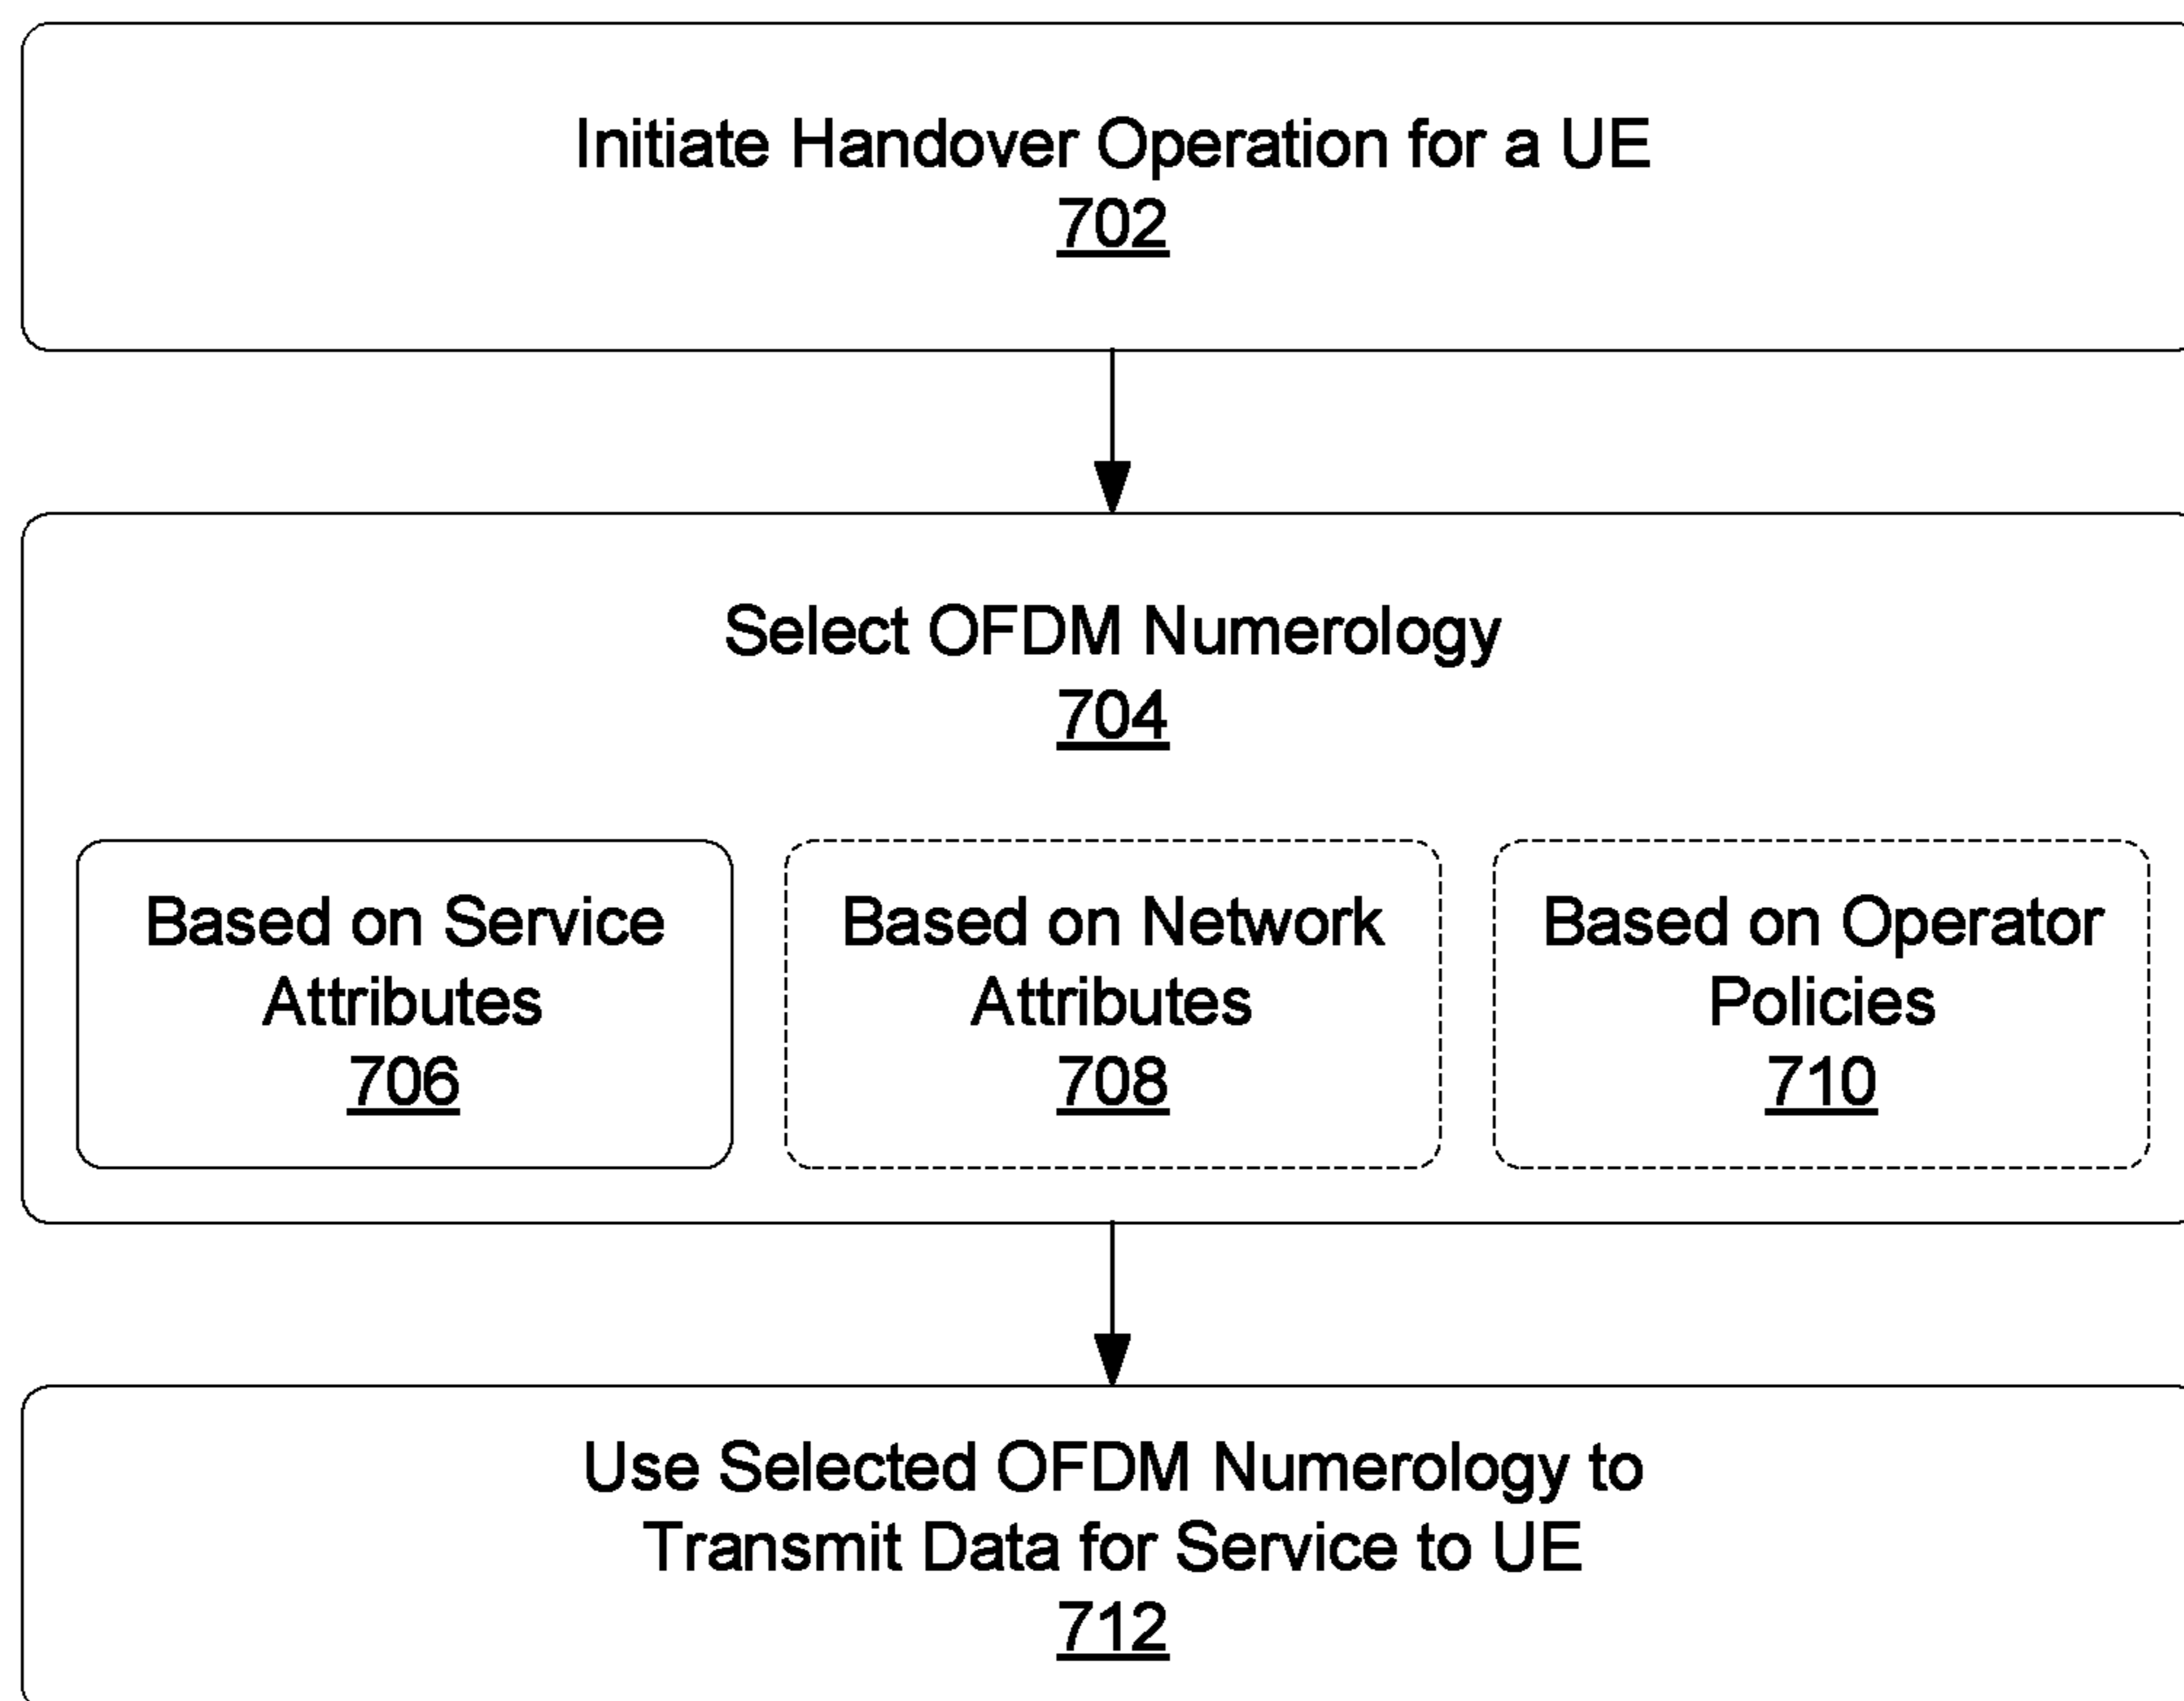 Initiate Handover Operation for a UE
702
Select OFDM Numerology
704
Based on Service
Attributes
706
Based on Network
Attributes
708
Based on Operator
Policies
710
Use Selected OFDM Numerology to
Transmit Data for Service to UE
712